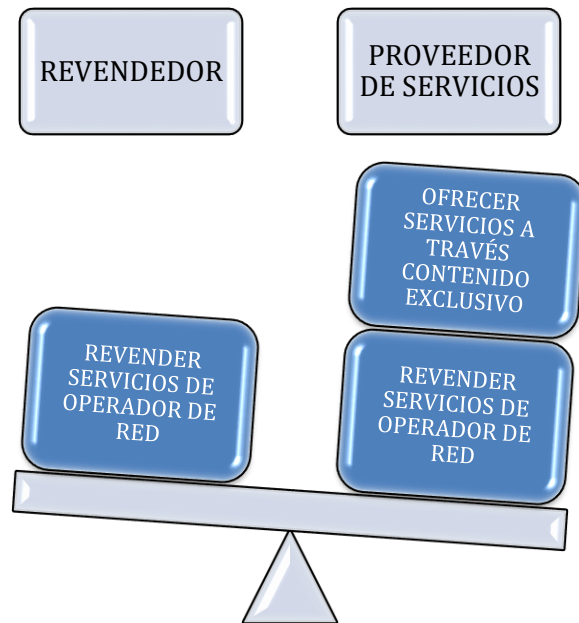 REVENDEDOR
PROVEEDOR
DE SERVICIOS
OFRECER
SERVICIOS A
TRAVÉS
CONTENIDO
EXCLUSIVO
REVENDER
SERVICIOS DE
OPERADOR DE
RED
REVENDER
SERVICIOS DE
OPERADOR DE
RED